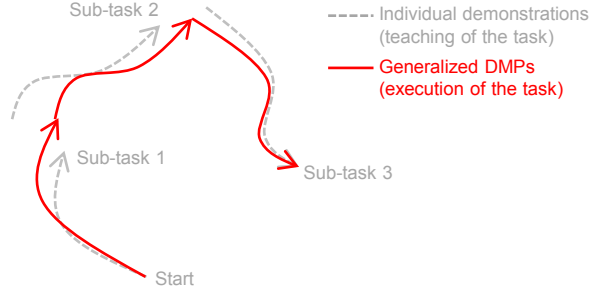 Sub-task 2
Individual demonstrations
(teaching of the task)
Generalized DMPs
(execution of the task)
Sub-task 1
Sub-task 3
Start